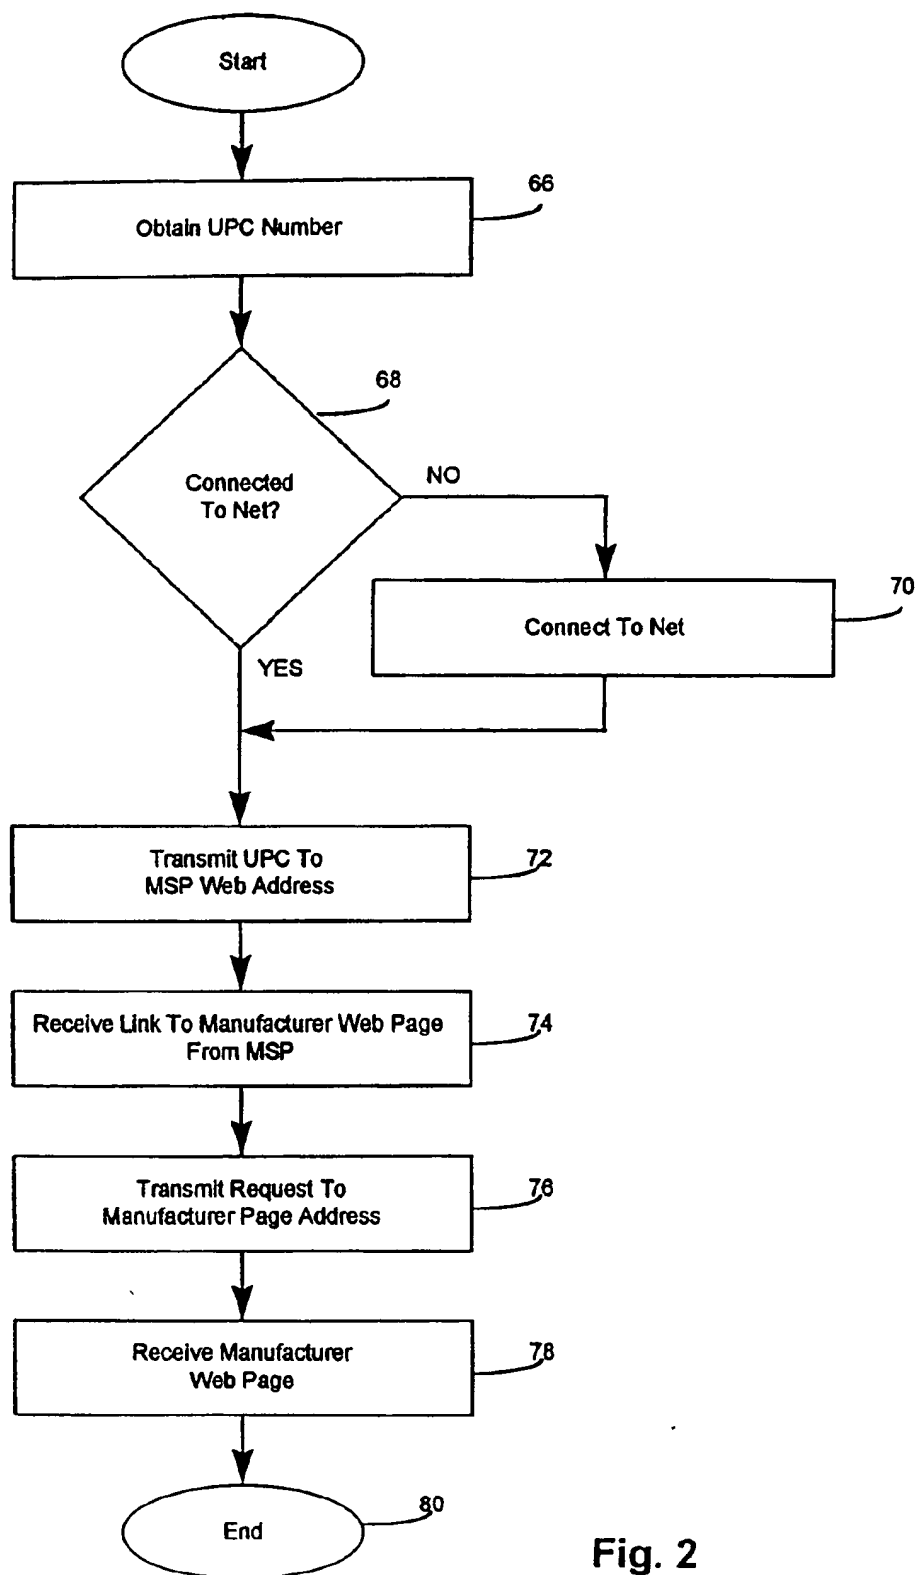 Start
66
Obtain UPC Number
68
Connected
To Net?
NO
70
Connect To Net
YES
Transmit UPC To
MSP Web Address
72
Receive Link To Manufacturer Web Page
From MSP
74
Transmit Request To
Manufacturer Page Address
76
Receive Manufacturer
Web Page
78
80
End
Fig. 2